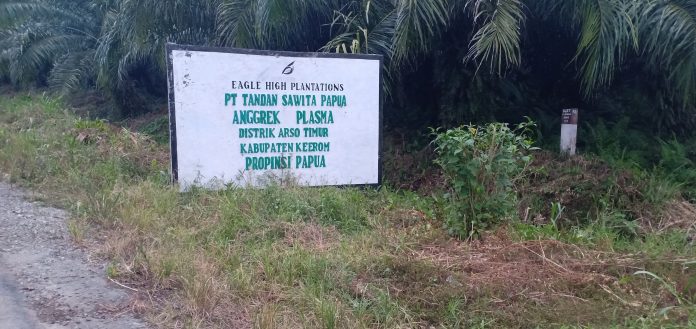 EAGLE HIGH PLANTATIONS
PT TANDAN SAWITA PAPUA
ANGGREK PLASMA
DISTRIK ARSO TIMUR
KABUPATEN KEEROM
PROPINSI PAPUA